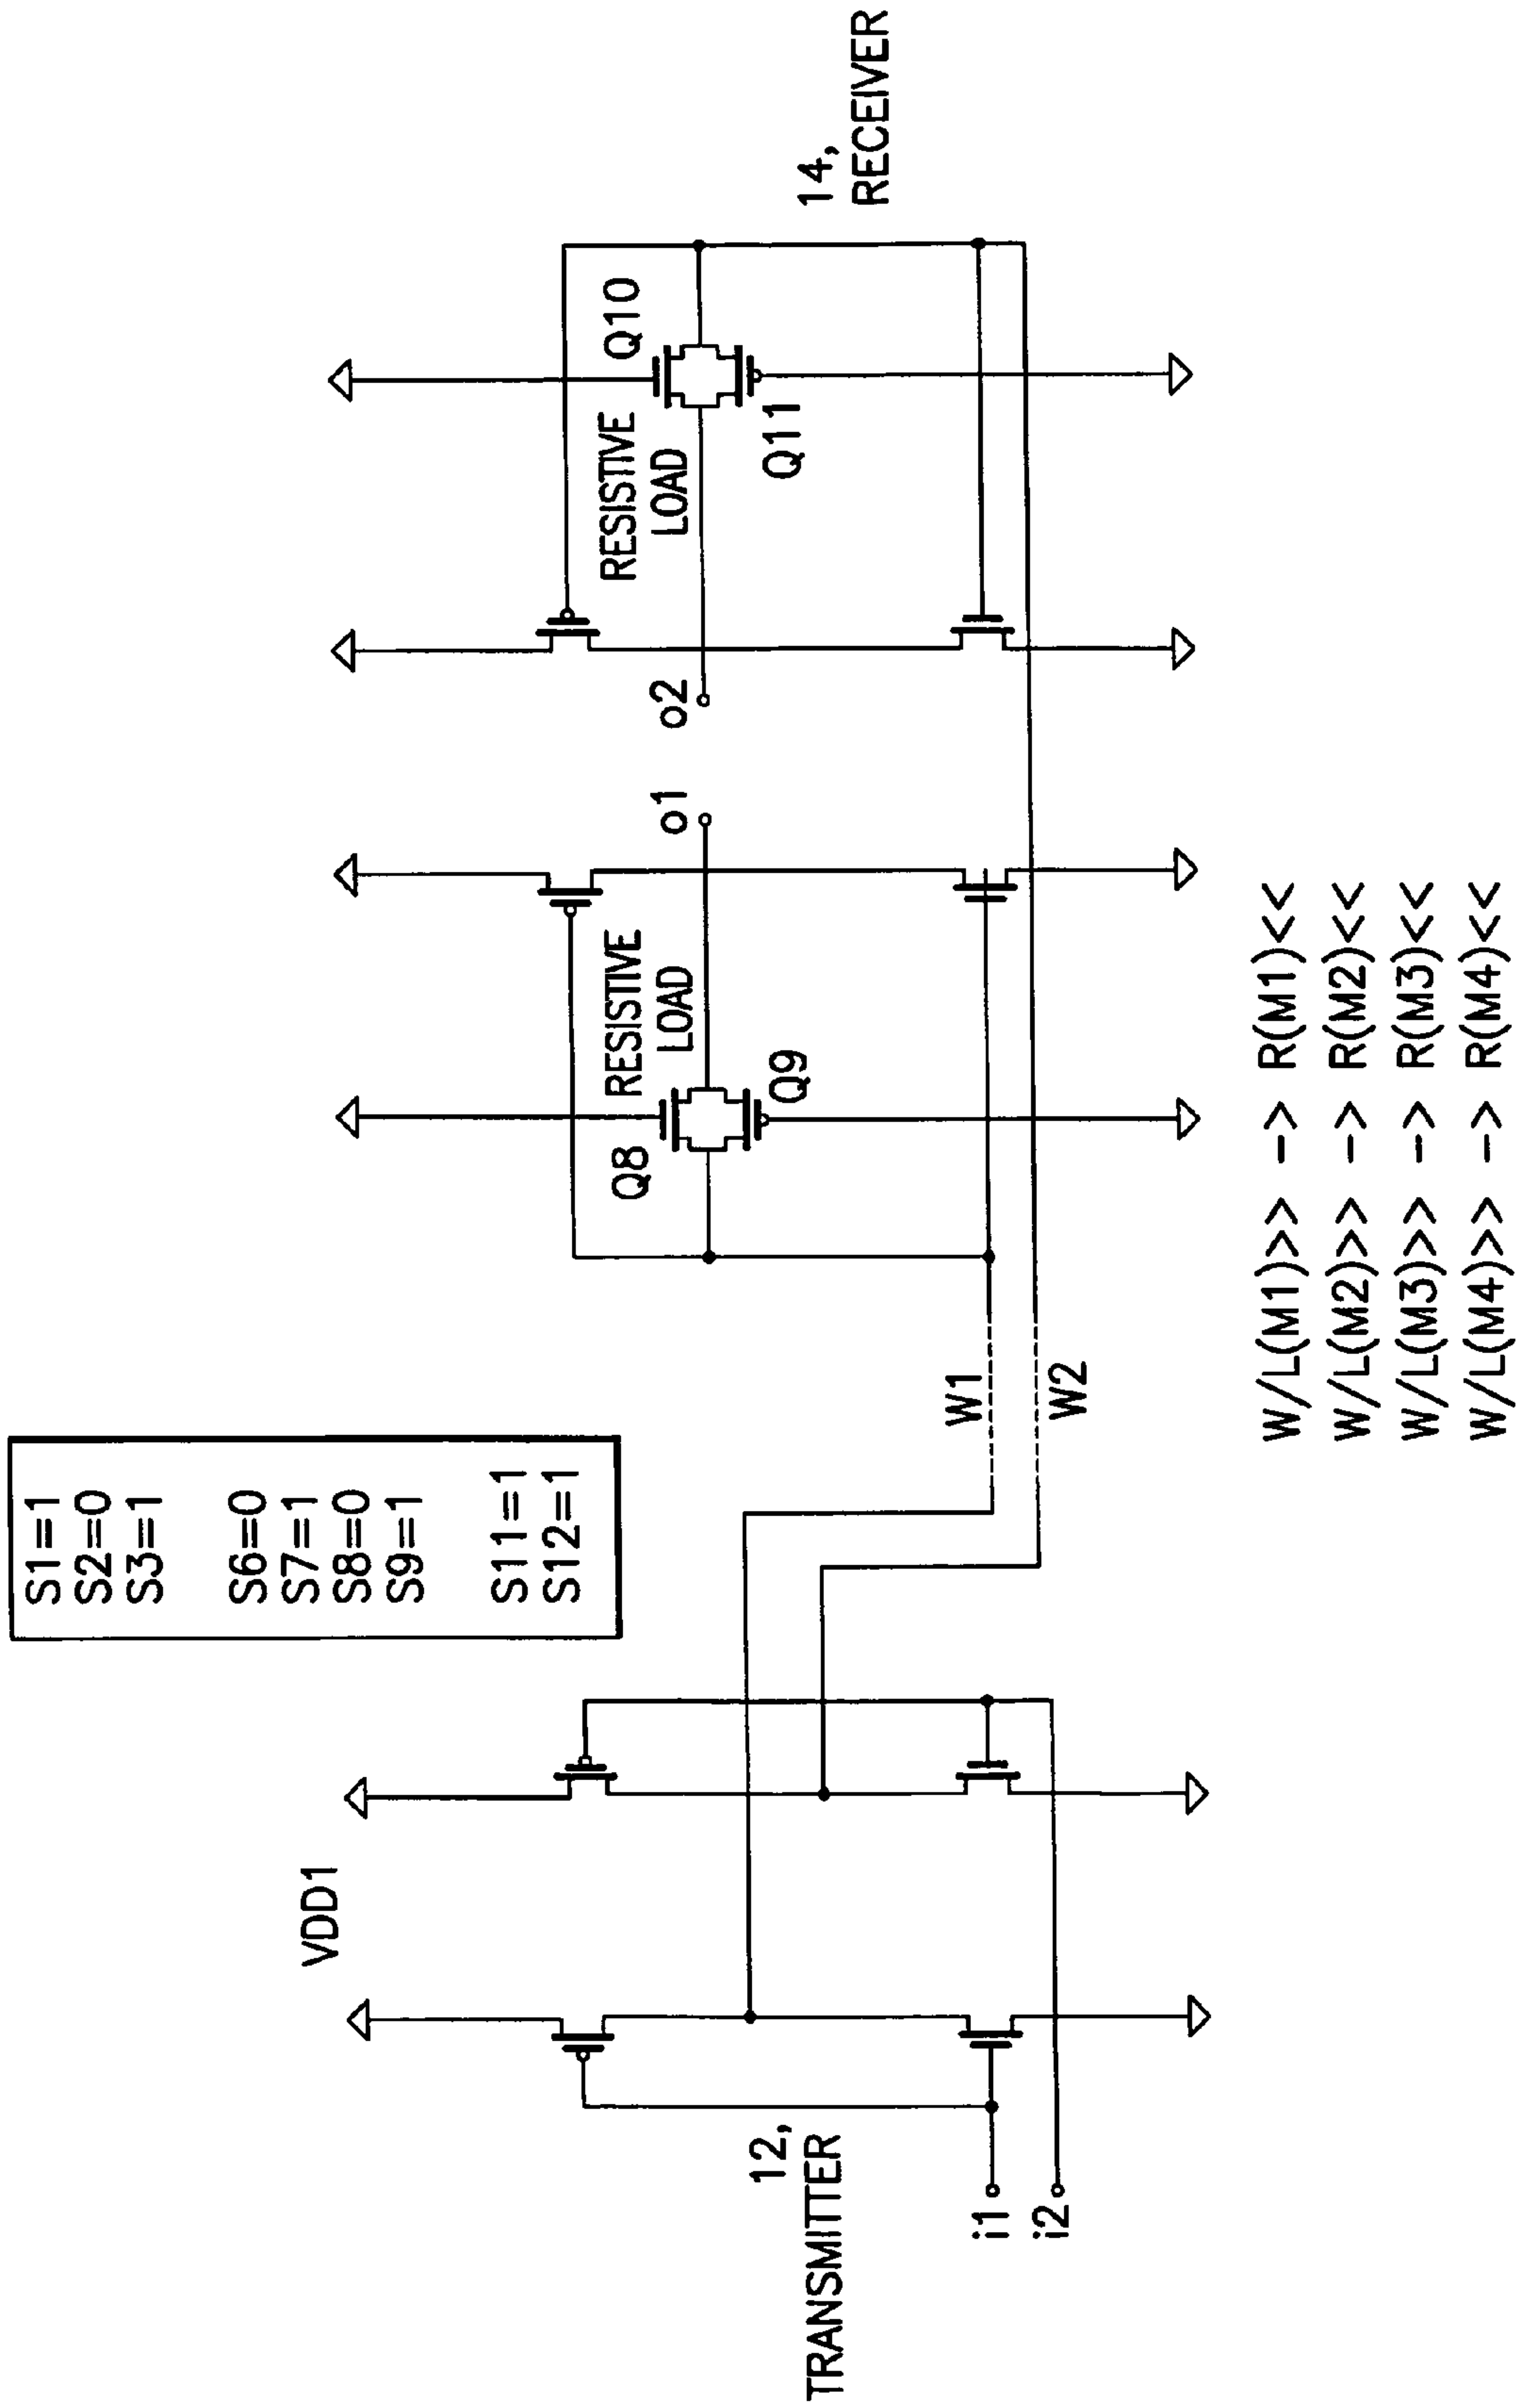 S1=1
S2=0
S3=1
S6=0
S7=1
S8=0
S9=1
S11=1
S12=1
VDD1
12,
TRANSMITTER
i1
i2
W1
W2
Q8
RESISTIVE
LOAD
Q9
o1
o2
RESISTIVE
LOAD
Q10
Q11
14,
RECEIVER
W/L(M1)>> -> R(M1)<<
W/L(M2)>> -> R(M2)<<
W/L(M3)>> -> R(M3)<<
W/L(M4)>> -> R(M4)<<